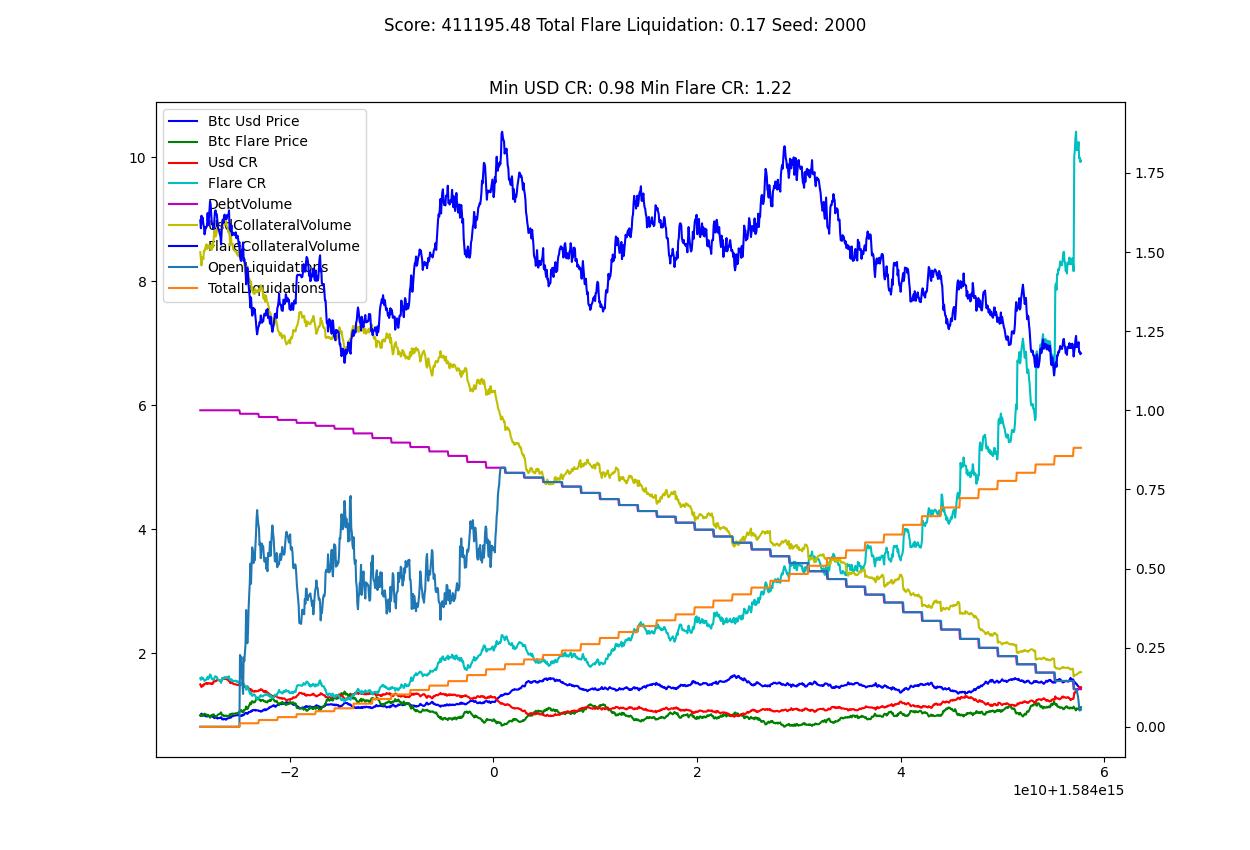 Score: 411195.48 Total Flare Liquidation: 0.17 Seed: 2000
Min USD CR: 0.98 Min Flare CR: 1.22
Btc Usd Price
Btc Flare Price
Usd CR
Flare CR
DebtVolume
UsdCollateralVolume
FlareCollateralVolume
OpenLiquidations
TotalLiquidations
10
8
6
4
2
1.75
1.50
1.25
1.00
0.75
0.50
0.25
0.00
−2
0
2
4
6
1e10+1.584e15